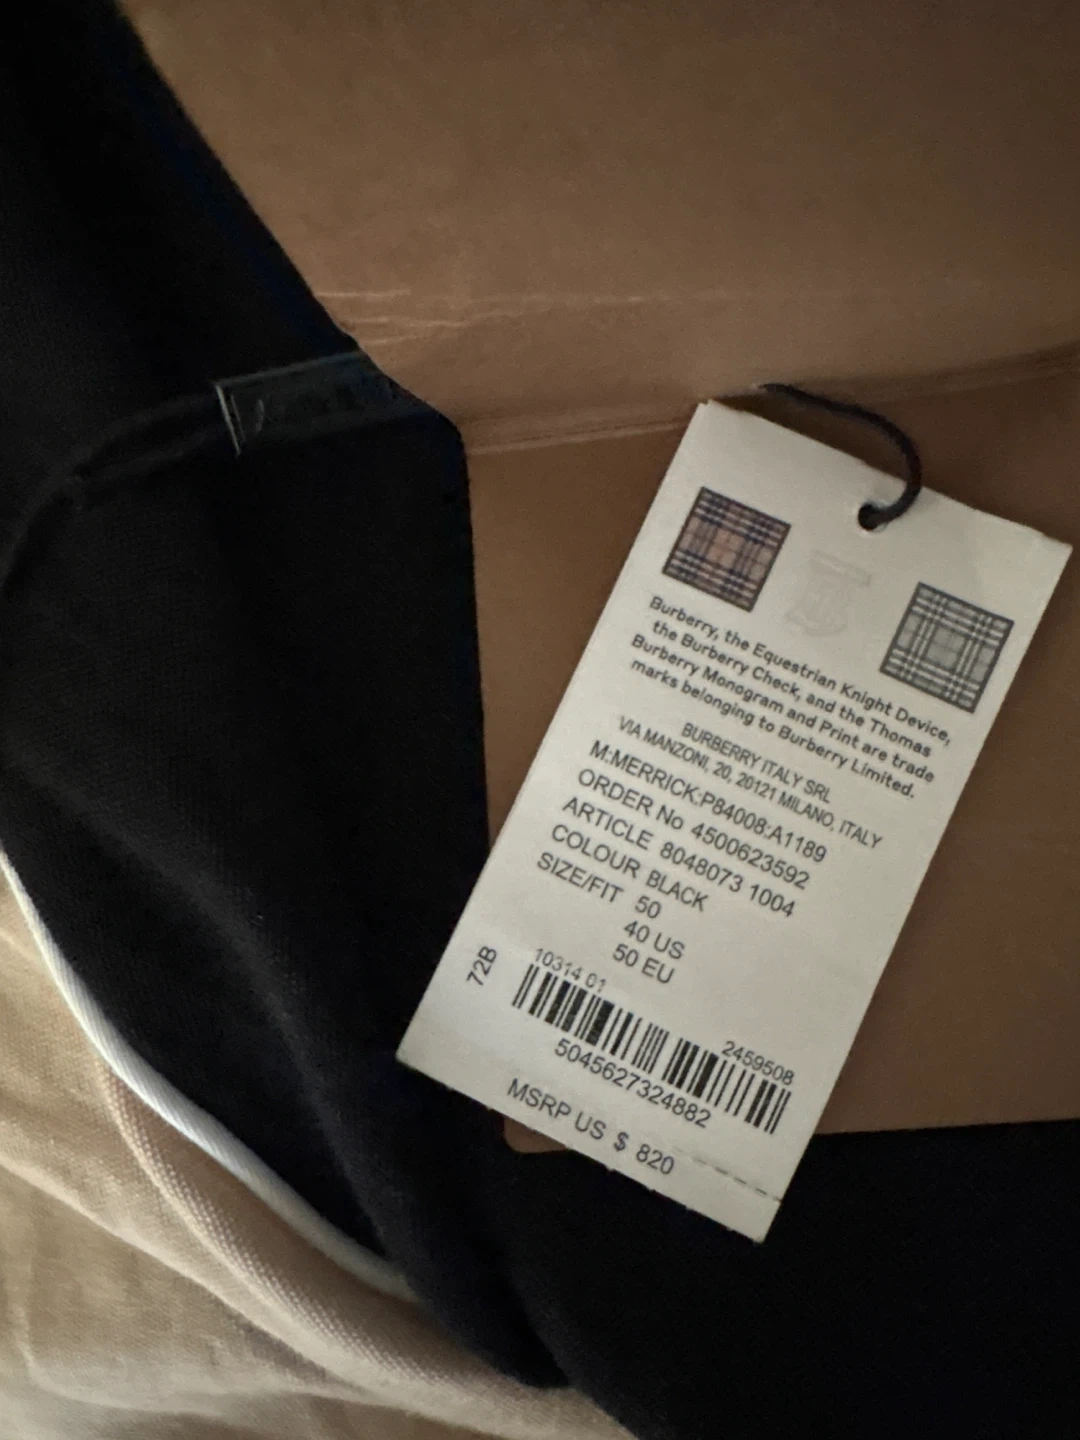 Burberry, the Equestrian Knight Device,
the Burberry Check, and the Thomas
Burberry Monogram and Print are trade
marks belonging to Burberry Limited.
BURBERRY ITALY SRL
VIA MANZONI, 20, 20121 MILANO, ITALY
M:MERRICK:P84008:A1189
ORDER No 4500623592
ARTICLE 8048073 1004
COLOUR BLACK
SIZE/FIT 50
40 US
50 EU
72B
10314 01
2459508
5045627324882
MSRP US $ 820